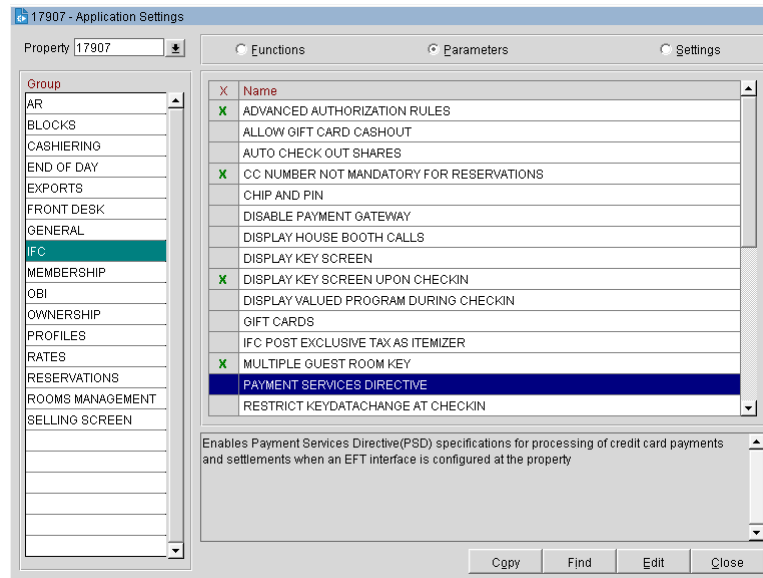 17907 - Application Settings
Property 17907
Functions
Parameters
Settings
Group
AR
BLOCKS
CASHIERING
END OF DAY
EXPORTS
FRONT DESK
GENERAL
IFC
MEMBERSHIP
OBI
OWNERSHIP
PROFILES
RATES
RESERVATIONS
ROOMS MANAGEMENT
SELLING SCREEN
X Name
X ADVANCED AUTHORIZATION RULES
ALLOW GIFT CARD CASHOUT
AUTO CHECK OUT SHARES
X CC NUMBER NOT MANDATORY FOR RESERVATIONS
CHIP AND PIN
DISABLE PAYMENT GATEWAY
DISPLAY HOUSE BOOTH CALLS
DISPLAY KEY SCREEN
X DISPLAY KEY SCREEN UPON CHECKIN
DISPLAY VALUED PROGRAM DURING CHECKIN
GIFT CARDS
IFC POST EXCLUSIVE TAX AS ITEMIZER
X MULTIPLE GUEST ROOM KEY
PAYMENT SERVICES DIRECTIVE
RESTRICT KEYDATACHANGE AT CHECKIN
Enables Payment Services Directive(PSD) specifications for processing of credit card payments
and settlements when an EFT interface is configured at the property
Copy
Find
Edit
Close